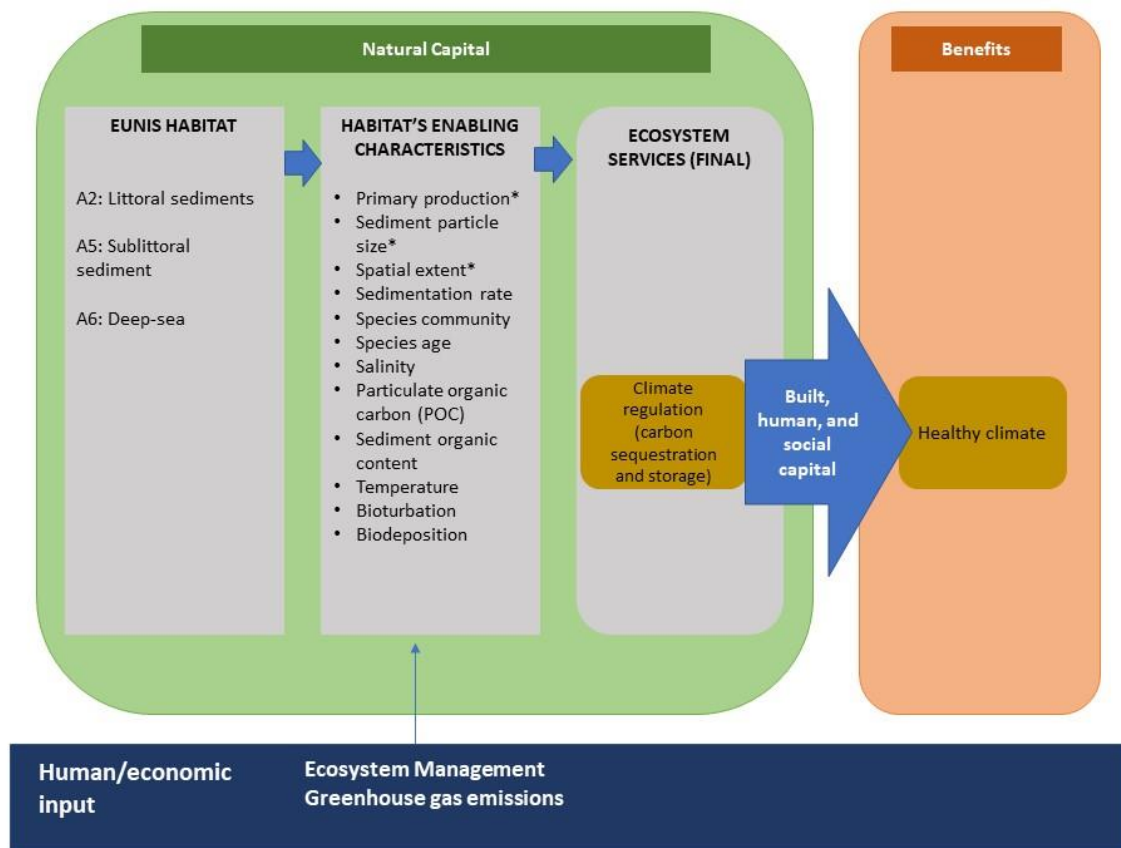 Natural Capital
Benefits
EUNIS HABITAT
A2: Littoral sediments
A5: Sublittoral
sediment
A6: Deep-sea
HABITAT’S ENABLING
CHARACTERISTICS
• Primary production*
• Sediment particle
size*
• Spatial extent*
• Sedimentation rate
• Species community
• Species age
• Salinity
• Particulate organic
carbon (POC)
• Sediment organic
content
• Temperature
• Bioturbation
• Biodeposition
ECOSYSTEM
SERVICES (FINAL)
Climate
regulation
(carbon
sequestration
and storage)
Built,
human, and
social
capital
Healthy climate
Human/economic
input
Ecosystem Management
Greenhouse gas emissions